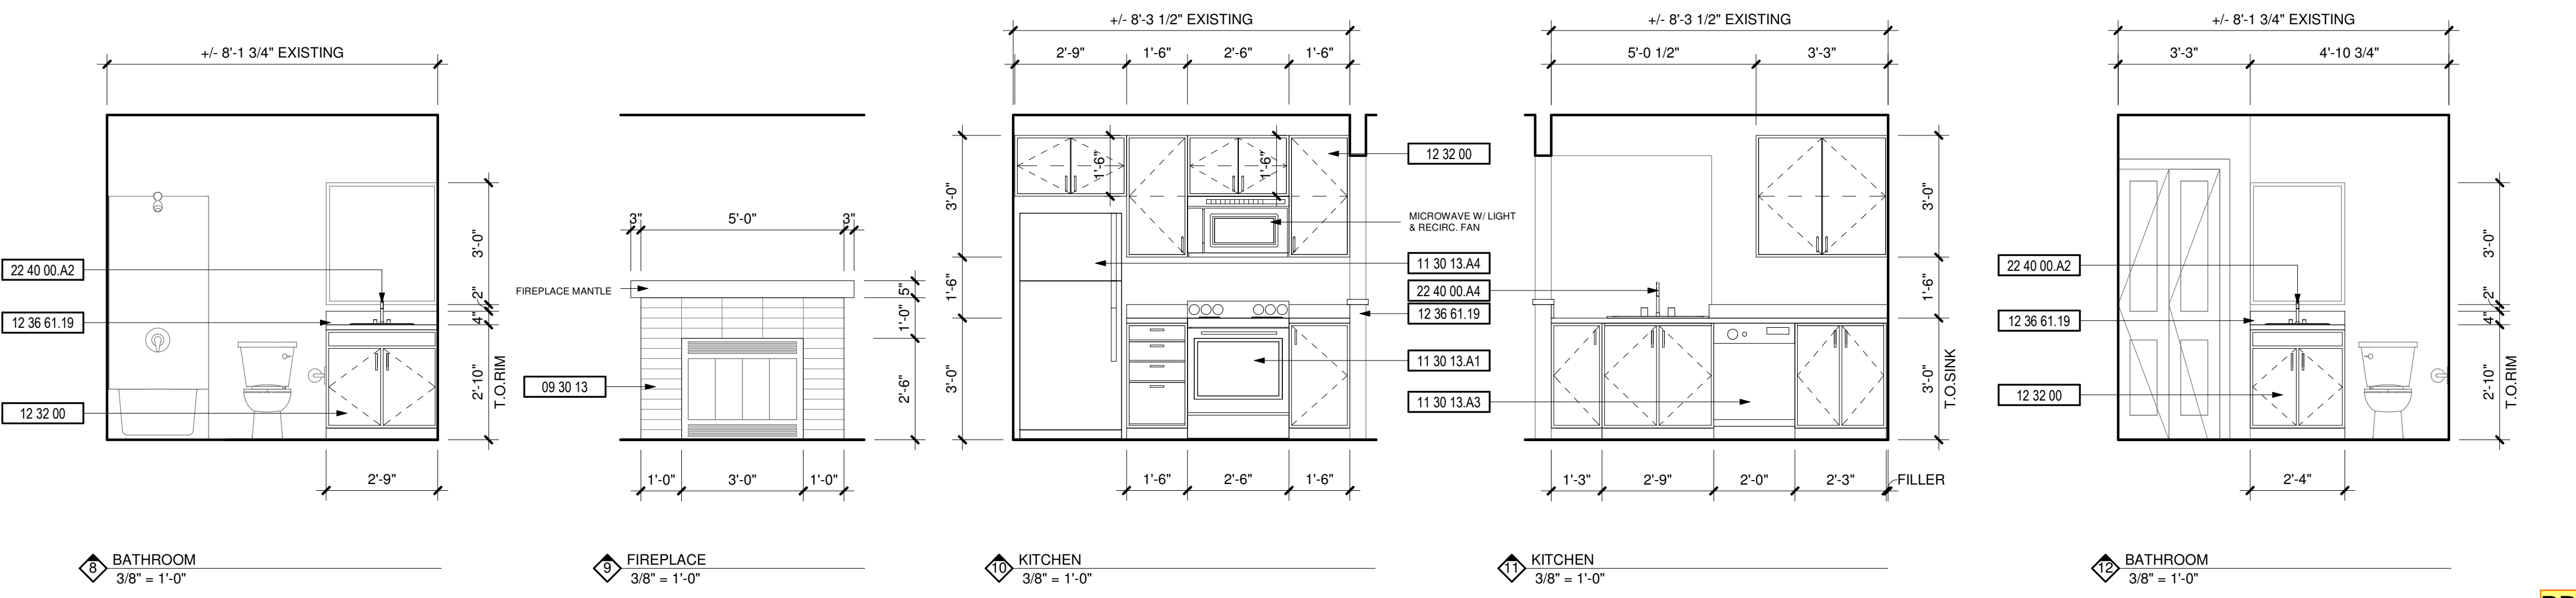 +/- 8'-1 3/4" EXISTING
22 40 00.A2
12 36 61.19
12 32 00
3'-0"
2"
4"
2'-10"
T.O.RIM
2'-9"
8
BATHROOM
3/8" = 1'-0"
3"
5'-0"
3"
FIREPLACE MANTLE
09 30 13
5"
1'-0"
2'-6"
1'-0"
3'-0"
1'-0"
9
FIREPLACE
3/8" = 1'-0"
+/- 8'-3 1/2" EXISTING
2'-9"
1'-6"
2'-6"
1'-6"
3'-0"
1'-6"
3'-0"
1'-6"
1'-6"
12 32 00
MICROWAVE W/ LIGHT
& RECIRC. FAN
11 30 13.A4
22 40 00.A4
12 36 61.19
11 30 13.A1
11 30 13.A3
1'-6"
2'-6"
1'-6"
10
KITCHEN
3/8" = 1'-0"
+/- 8'-3 1/2" EXISTING
5'-0 1/2"
3'-3"
3'-0"
1'-6"
3'-0"
T.O.SINK
1'-3"
2'-9"
2'-0"
2'-3"
FILLER
11
KITCHEN
3/8" = 1'-0"
+/- 8'-1 3/4" EXISTING
3'-3"
4'-10 3/4"
22 40 00.A2
12 36 61.19
12 32 00
3'-0"
2"
4"
2'-10"
T.O.RIM
2'-4"
12
BATHROOM
3/8" = 1'-0"